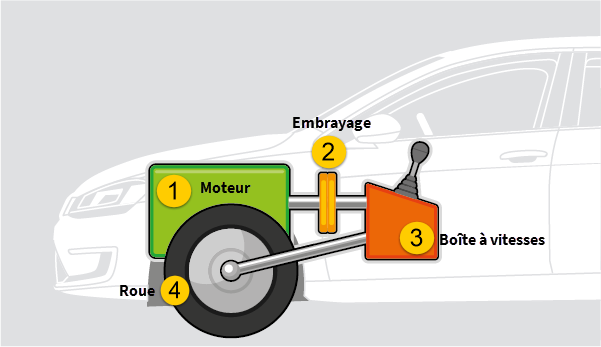 Embrayage
2
1 Moteur
3 Boîte à vitesses
Roue 4